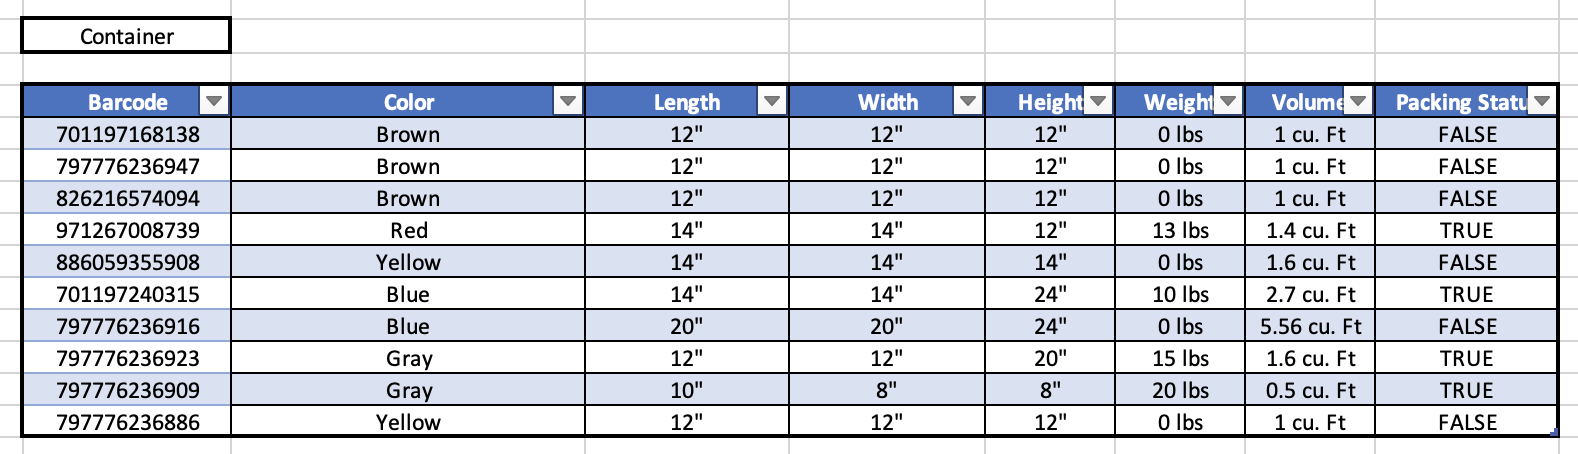 Container
Barcode Color Length Width Height Weight Volume Packing Statu
701197168138 Brown 12" 12" 12" 0 lbs 1 cu. Ft FALSE
797776236947 Brown 12" 12" 12" 0 lbs 1 cu. Ft FALSE
826216574094 Brown 12" 12" 12" 0 lbs 1 cu. Ft FALSE
971267008739 Red 14" 14" 12" 13 lbs 1.4 cu. Ft TRUE
886059355908 Yellow 14" 14" 14" 0 lbs 1.6 cu. Ft FALSE
701197240315 Blue 14" 14" 24" 10 lbs 2.7 cu. Ft TRUE
797776236916 Blue 20" 20" 24" 0 lbs 5.56 cu. Ft FALSE
797776236923 Gray 12" 12" 20" 15 lbs 1.6 cu. Ft TRUE
797776236909 Gray 10" 8" 8" 20 lbs 0.5 cu. Ft TRUE
797776236886 Yellow 12" 12" 12" 0 lbs 1 cu. Ft FALSE